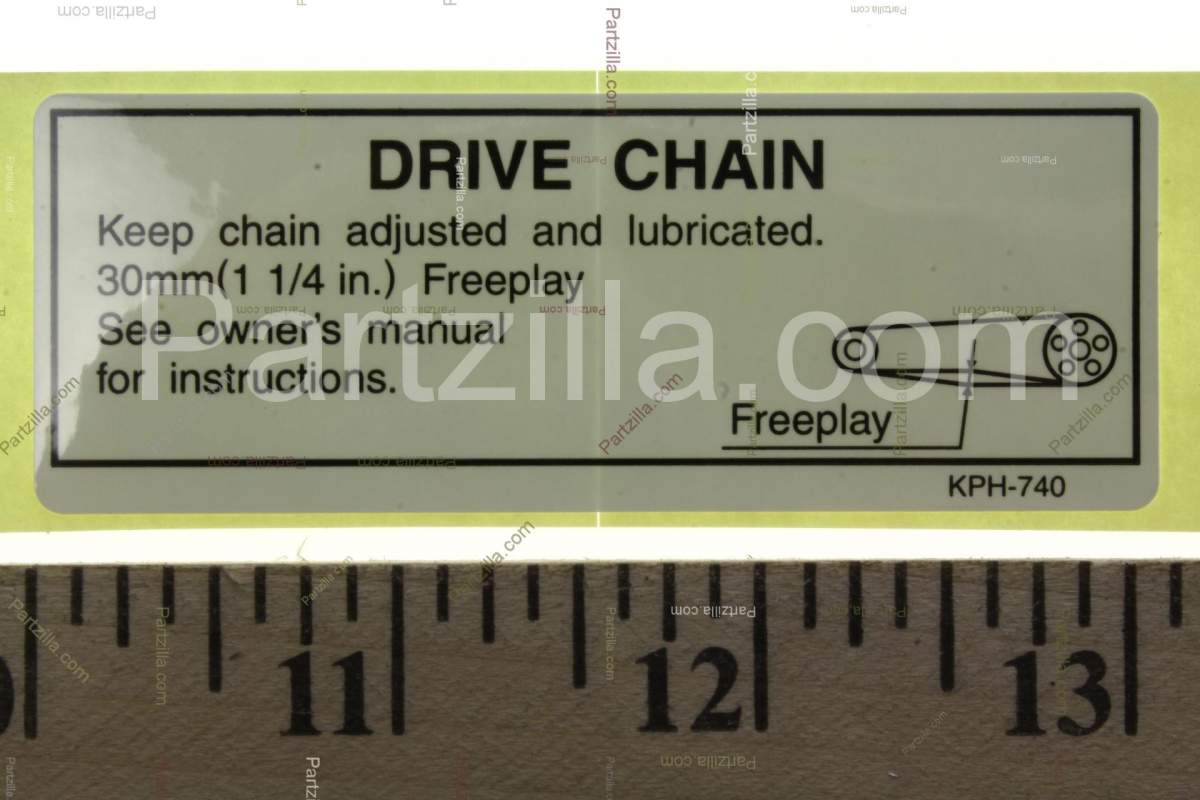 DRIVE CHAIN
Keep chain adjusted and lubricated.
30mm(1 1/4 in.) Freeplay
See owner's manual
for instructions.
Freeplay
KPH-740
Partzilla.com
11 12 13